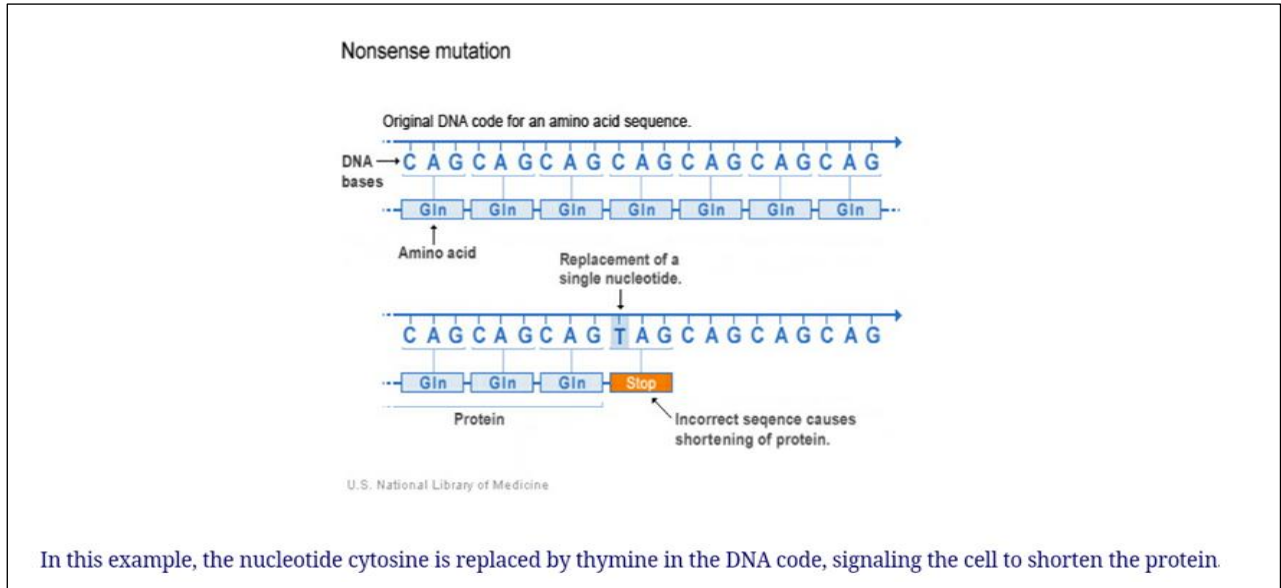 Nonsense mutation
Original DNA code for an amino acid sequence.
DNA bases
C A G C A G C A G C A G C A G C A G C A G
Gln Gln Gln Gln Gln Gln Gln
Amino acid
Replacement of a
single nucleotide.
C A G C A G C A G T A G C A G C A G C A G
Gln Gln Gln Stop
Protein
Incorrect seqence causes
shortening of protein.
U.S. National Library of Medicine
In this example, the nucleotide cytosine is replaced by thymine in the DNA code, signaling the cell to shorten the protein.